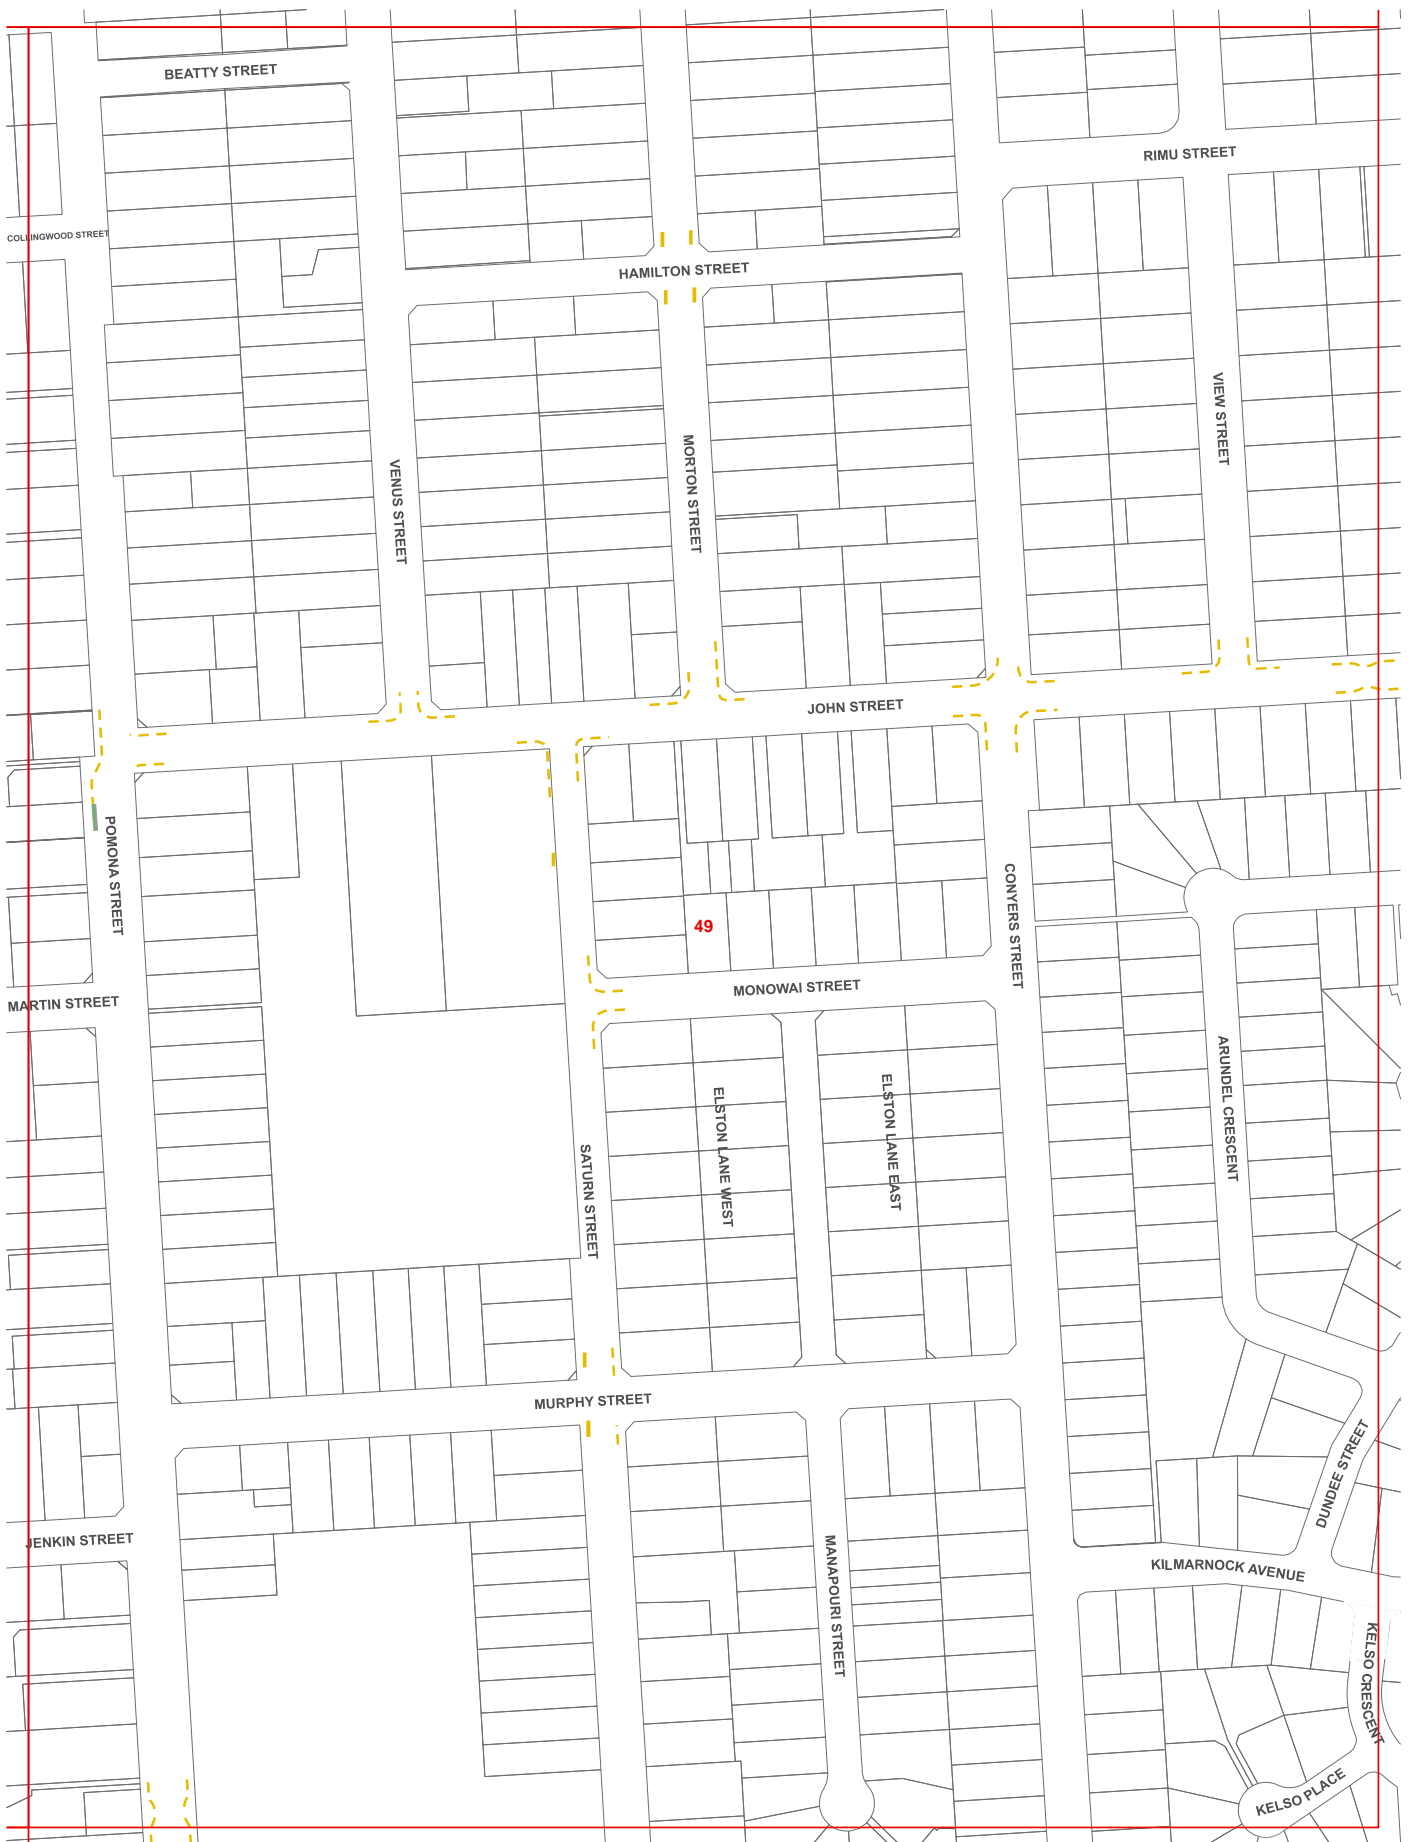 BEATTY STREET
RIMU STREET
COLLINGWOOD STREET
HAMILTON STREET
VIEW STREET
MORTON STREET
VENUS STREET
JOHN STREET
POMONA STREET
CONYERS STREET
49
MONOWAI STREET
MARTIN STREET
ARUNDEL CRESCENT
ELSTON LANE EAST
ELSTON LANE WEST
SATURN STREET
MURPHY STREET
DUNDEE STREET
JENKIN STREET
MANAPOURI STREET
KILMARNOCK AVENUE
KELSO CRESCENT
KELSO PLACE